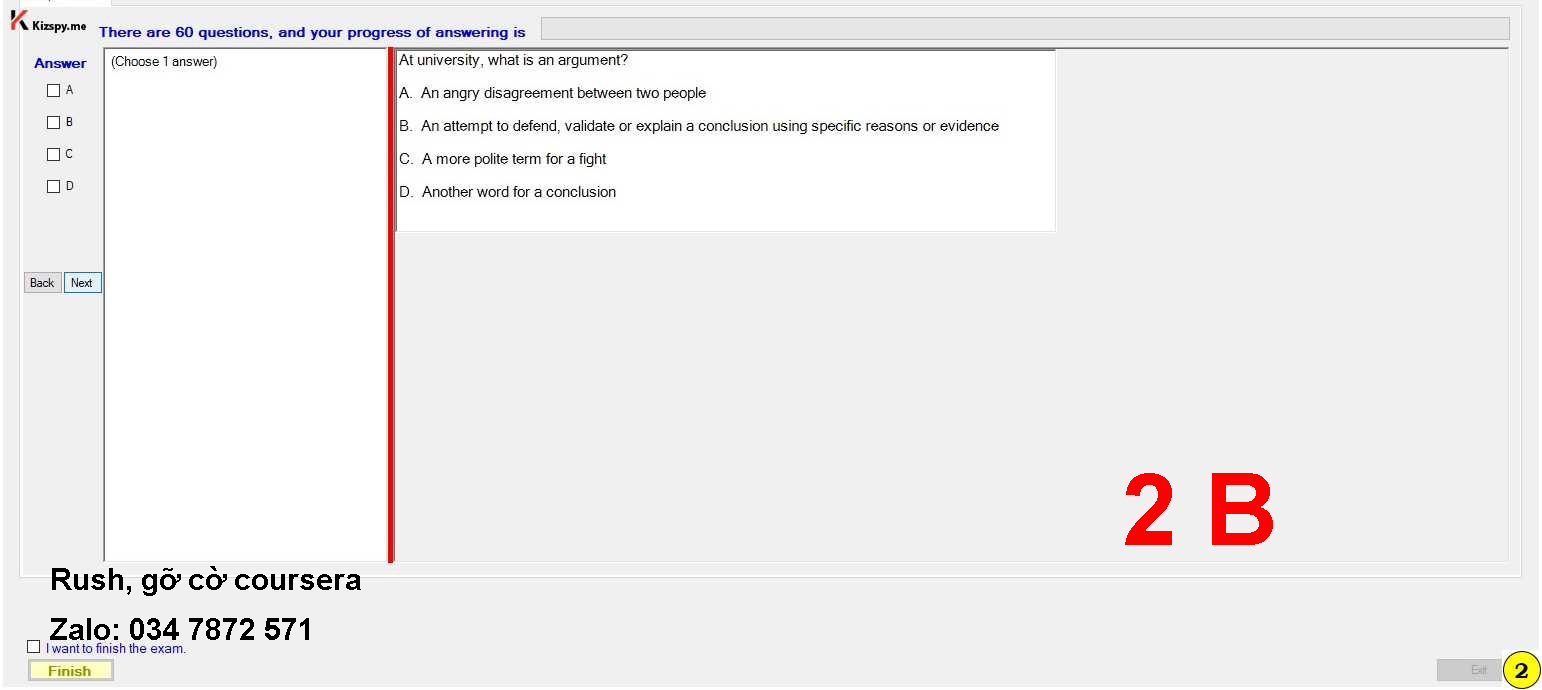 Kizspy.me
There are 60 questions, and your progress of answering is
Answer
A
B
C
D
Back
Next
(Choose 1 answer)
At university, what is an argument?
A. An angry disagreement between two people
B. An attempt to defend, validate or explain a conclusion using specific reasons or evidence
C. A more polite term for a fight
D. Another word for a conclusion
2 B
Rush, gỡ cờ coursera
Zalo: 034 7872 571
I want to finish the exam.
Finish
Exit
2